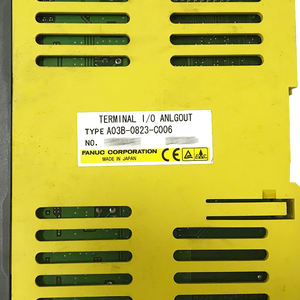 TERMINAL I/O ANLGOUT
TYPE A03B-0823-C006
NO.
FANUC CORPORATION
MADE IN JAPAN